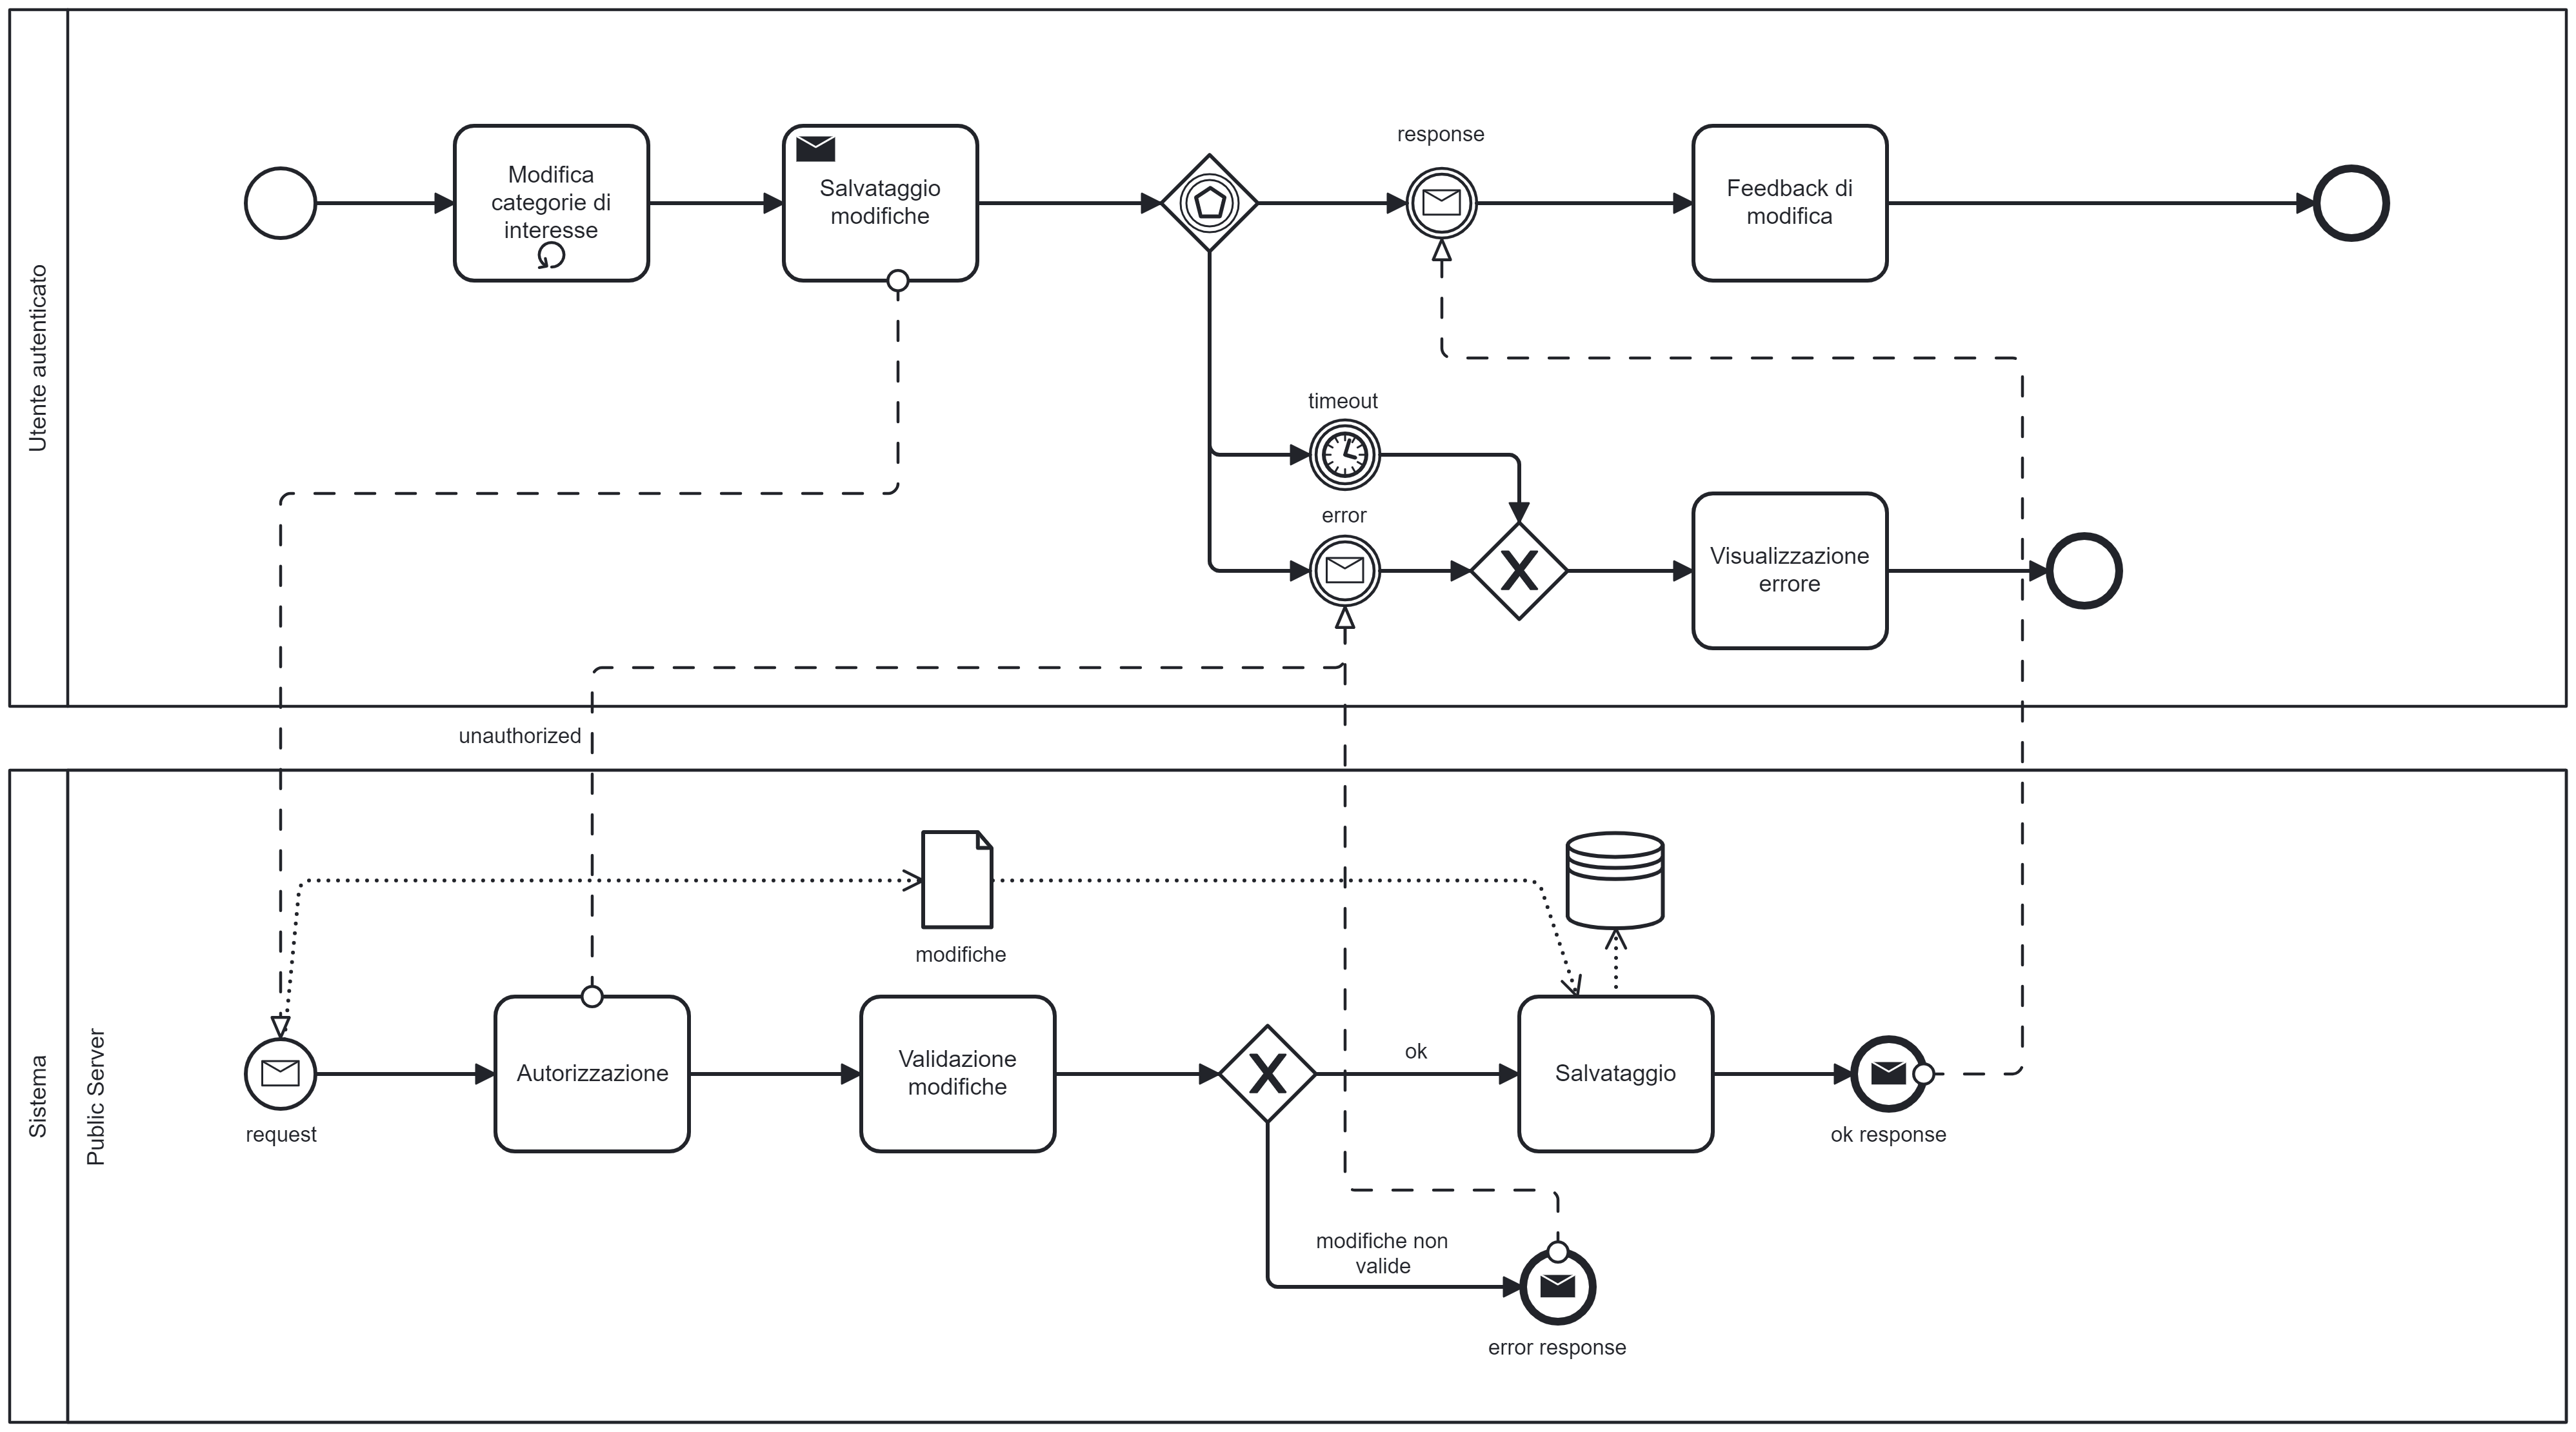 Utente autenticato
Modifica
categorie di
interesse
Salvataggio
modifiche
response
Feedback di
modifica
timeout
error
Visualizzazione
errore
unauthorized
Sistema
Public Server
modifiche
request
Autorizzazione
Validazione
modifiche
ok
Salvataggio
ok response
modifiche non
valide
error response